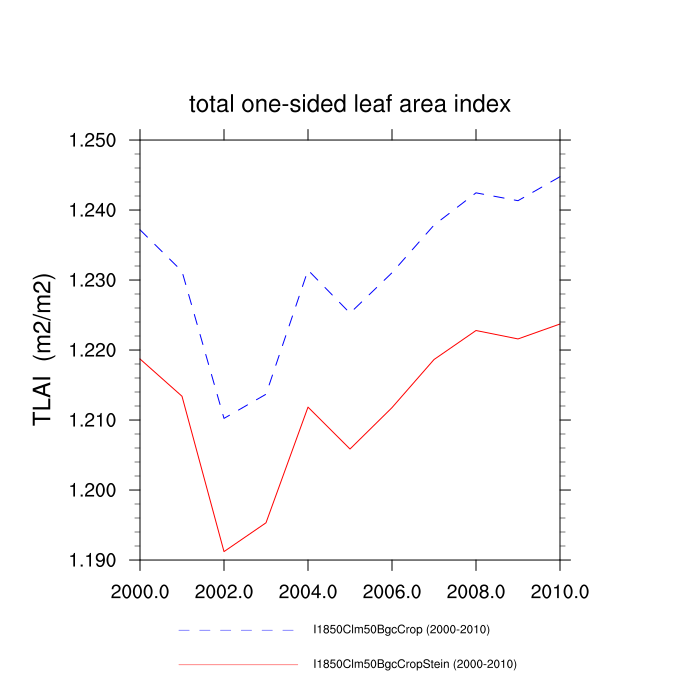 total one-sided leaf area index
1.250
1.240
1.230
1.220
1.210
1.200
1.190
TLAI (m2/m2)
2000.0 2002.0 2004.0 2006.0 2008.0 2010.0
I1850Clm50BgcCrop (2000-2010)
I1850Clm50BgcCropStein (2000-2010)